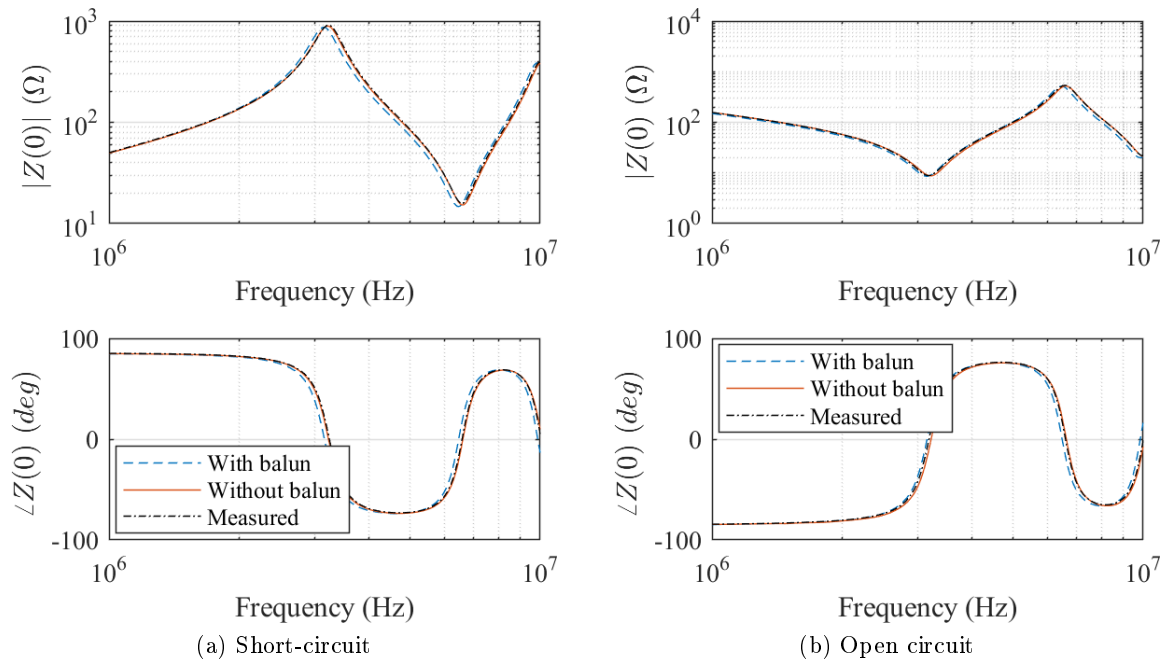 10^3
10^2
10^1
|Z(0)| (Ω)
10^6
10^7
Frequency (Hz)
10^4
10^2
10^0
|Z(0) (Ω)
10^6
10^7
Frequency (Hz)
100
0
-100
∠Z(0) (deg)
With balun
Without balun
Measured
10^6
10^7
Frequency (Hz)
(a) Short-circuit
100
0
-100
∠Z(0) (deg)
With balun
Without balun
Measured
10^6
10^7
Frequency (Hz)
(b) Open circuit